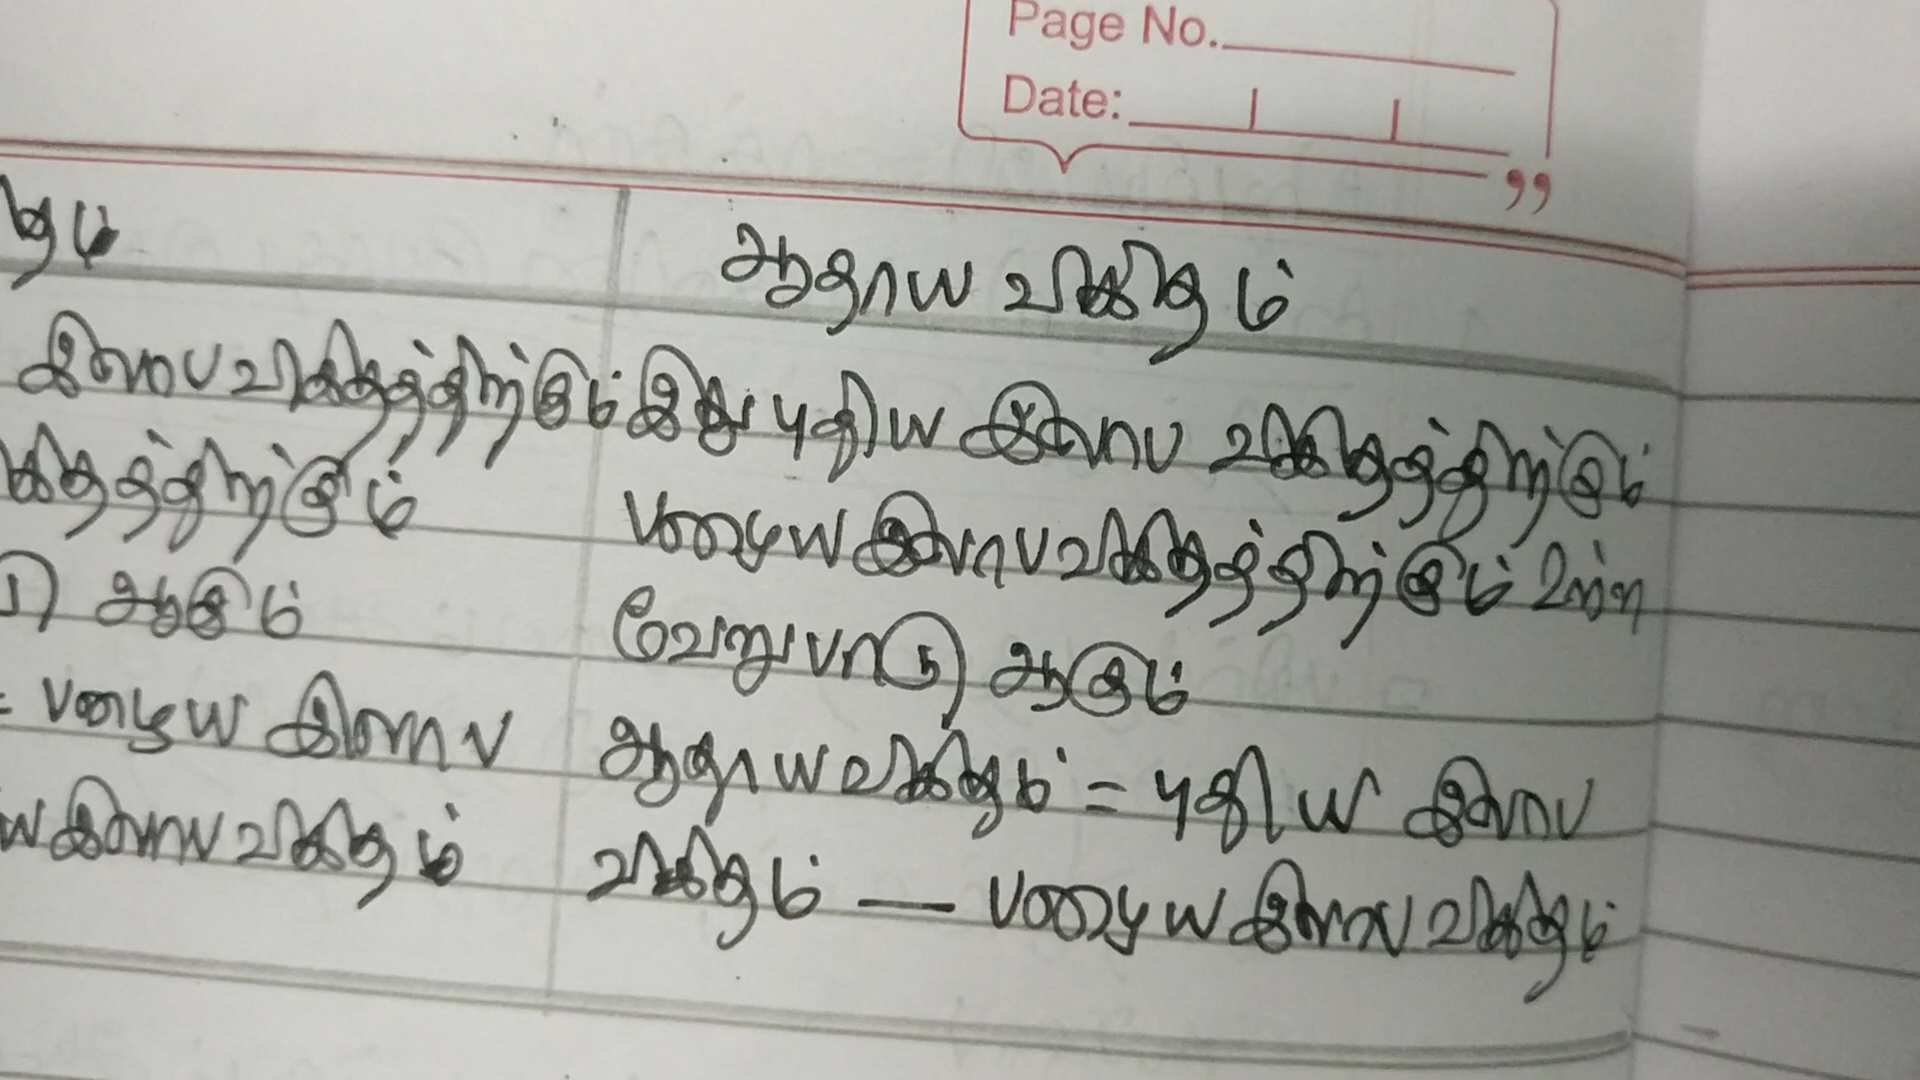 Page No.
Date:
ஆதாய விகிதம்
இலாப விகிதத்திற்கும் இது புதிய இலாப விகிதத்திற்கும்
விகிதத்திற்கும் பழைய இலாப விகிதத்திற்கும் உள்ள
ஆகும் வேறுபாடு ஆகும்
= பழைய இலாப ஆதாய விகிதம் = புதிய இலாப
இலாப விகிதம் விகிதம் — பழைய இலாப விகிதம்